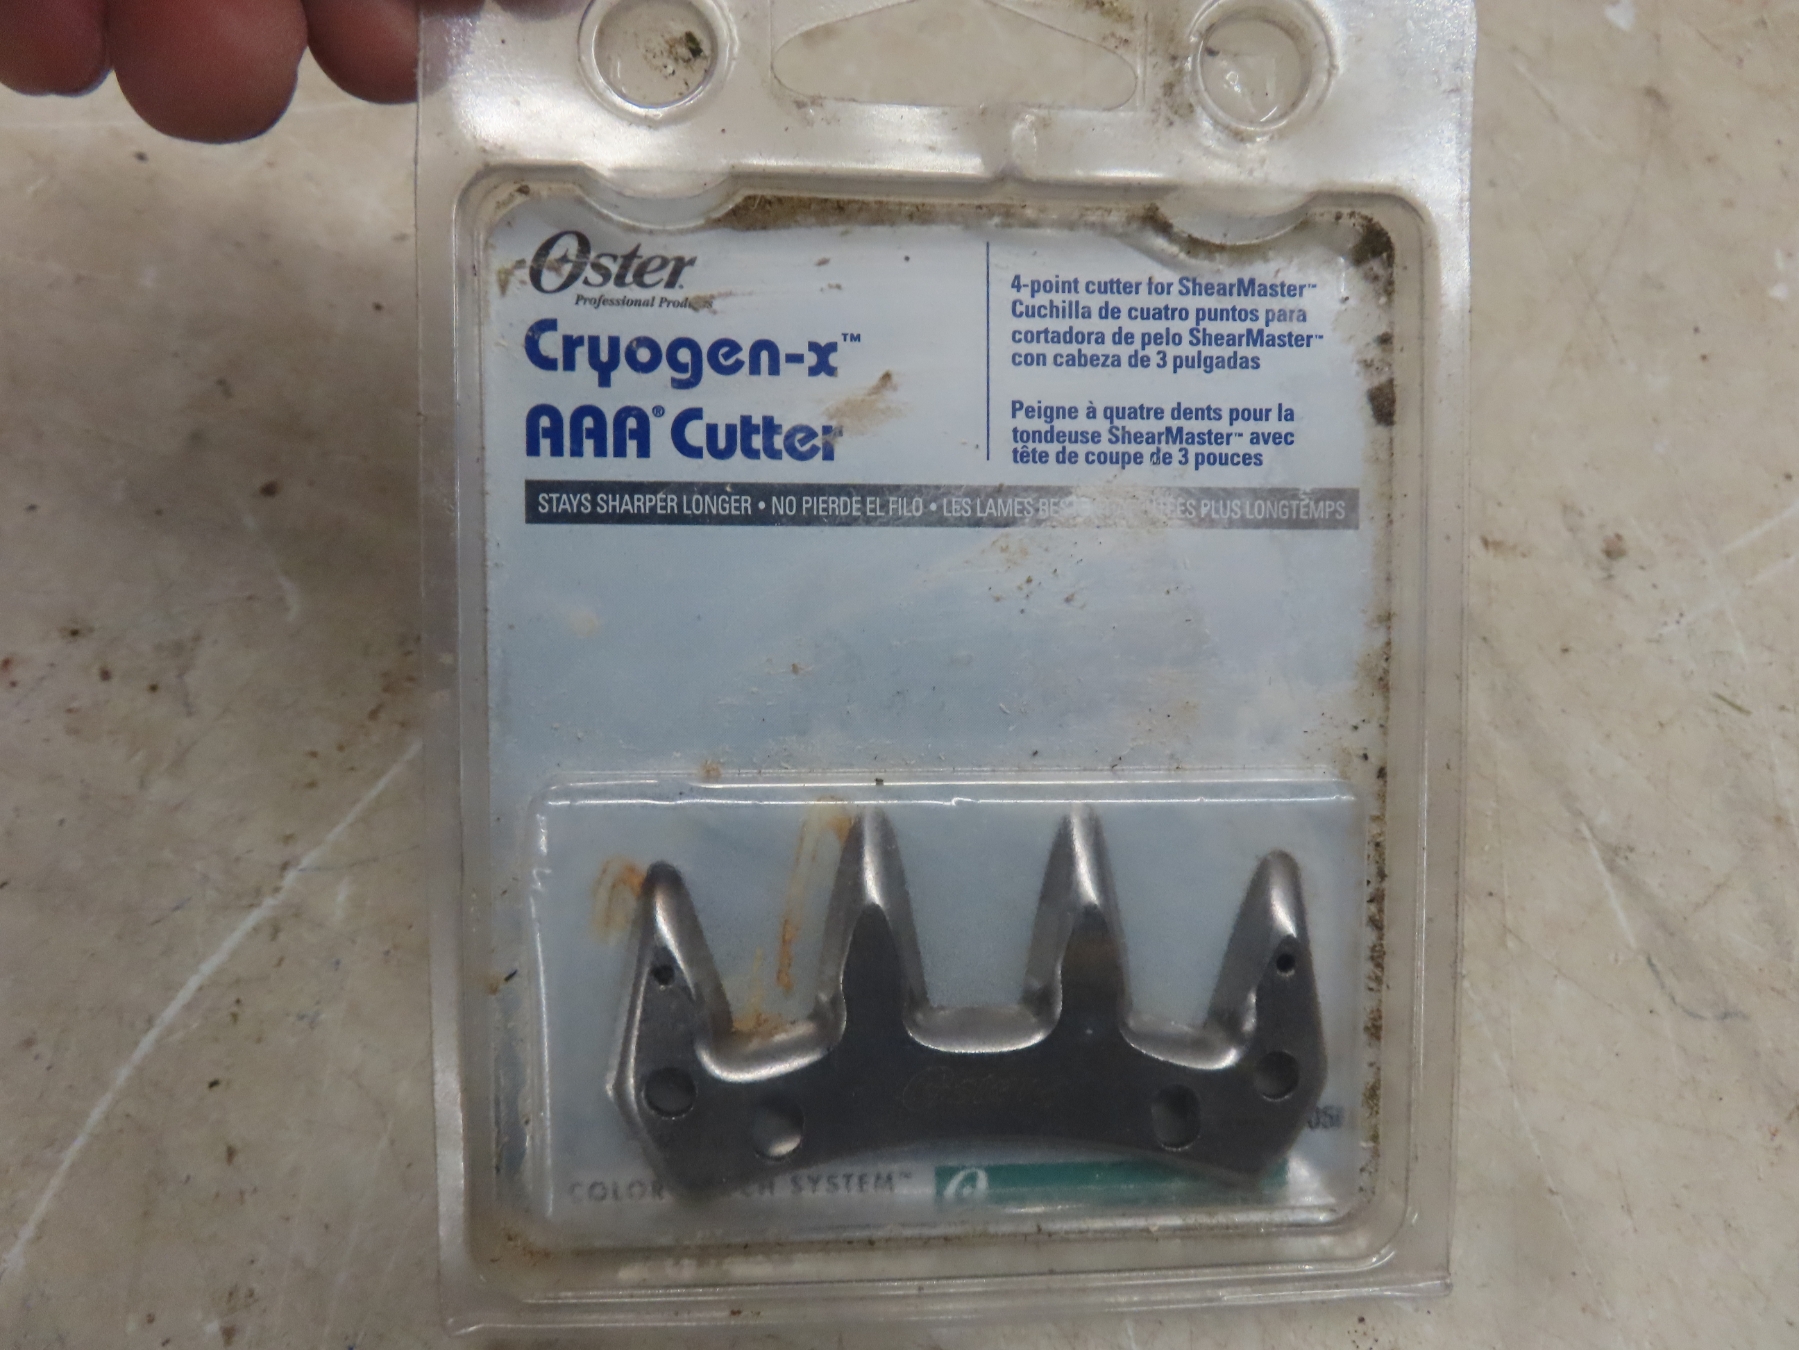 Oster
Professional Products
Cryogen-x™
AAA® Cutter
4-point cutter for ShearMaster™
Cuchilla de cuatro puntos para
cortadora de pelo ShearMaster™
con cabeza de 3 pulgadas
Peigne à quatre dents pour la
tondeuse ShearMaster™ avec
tête de coupe de 3 pouces
STAYS SHARPER LONGER • NO PIERDE EL FILO • LES LAMES PLUS LONGTEMPS
Oster
COLOR SYSTEM™